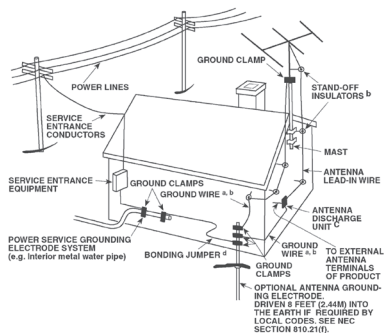 GROUND CLAMP
POWER LINES
STAND-OFF
INSULATORS b
SERVICE
ENTRANCE
CONDUCTORS
MAST
ANTENNA
LEAD-IN WIRE
SERVICE ENTRANCE
EQUIPMENT
GROUND CLAMPS
GROUND WIRE a, b
ANTENNA
DISCHARGE
UNIT C
POWER SERVICE GROUNDING
ELECTRODE SYSTEM
(e.g. Interior metal water pipe)
BONDING JUMPER d
GROUND
WIRE a, b
GROUND
CLAMPS
TO EXTERNAL
ANTENNA
TERMINALS
OF PRODUCT
OPTIONAL ANTENNA GROUND-
ING ELECTRODE.
DRIVEN 8 FEET (2.44M) INTO
THE EARTH IF REQUIRED BY
LOCAL CODES. SEE NEC
SECTION 810.21(f).